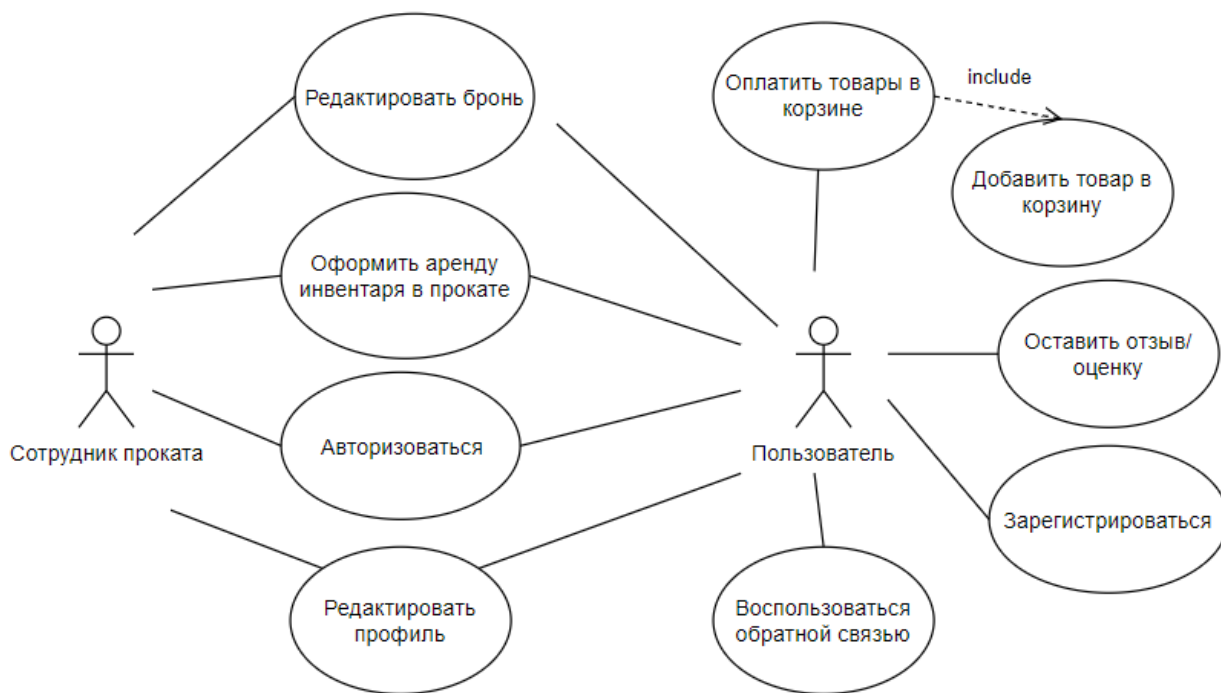 Редактировать бронь
Оплатить товары в
корзине
include
Добавить товар в
корзину
Оформить аренду
инвентаря в прокате
Оставить отзыв/
оценку
Сотрудник проката
Авторизоваться
Пользователь
Зарегистрироваться
Редактировать
профиль
Воспользоваться
обратной связью